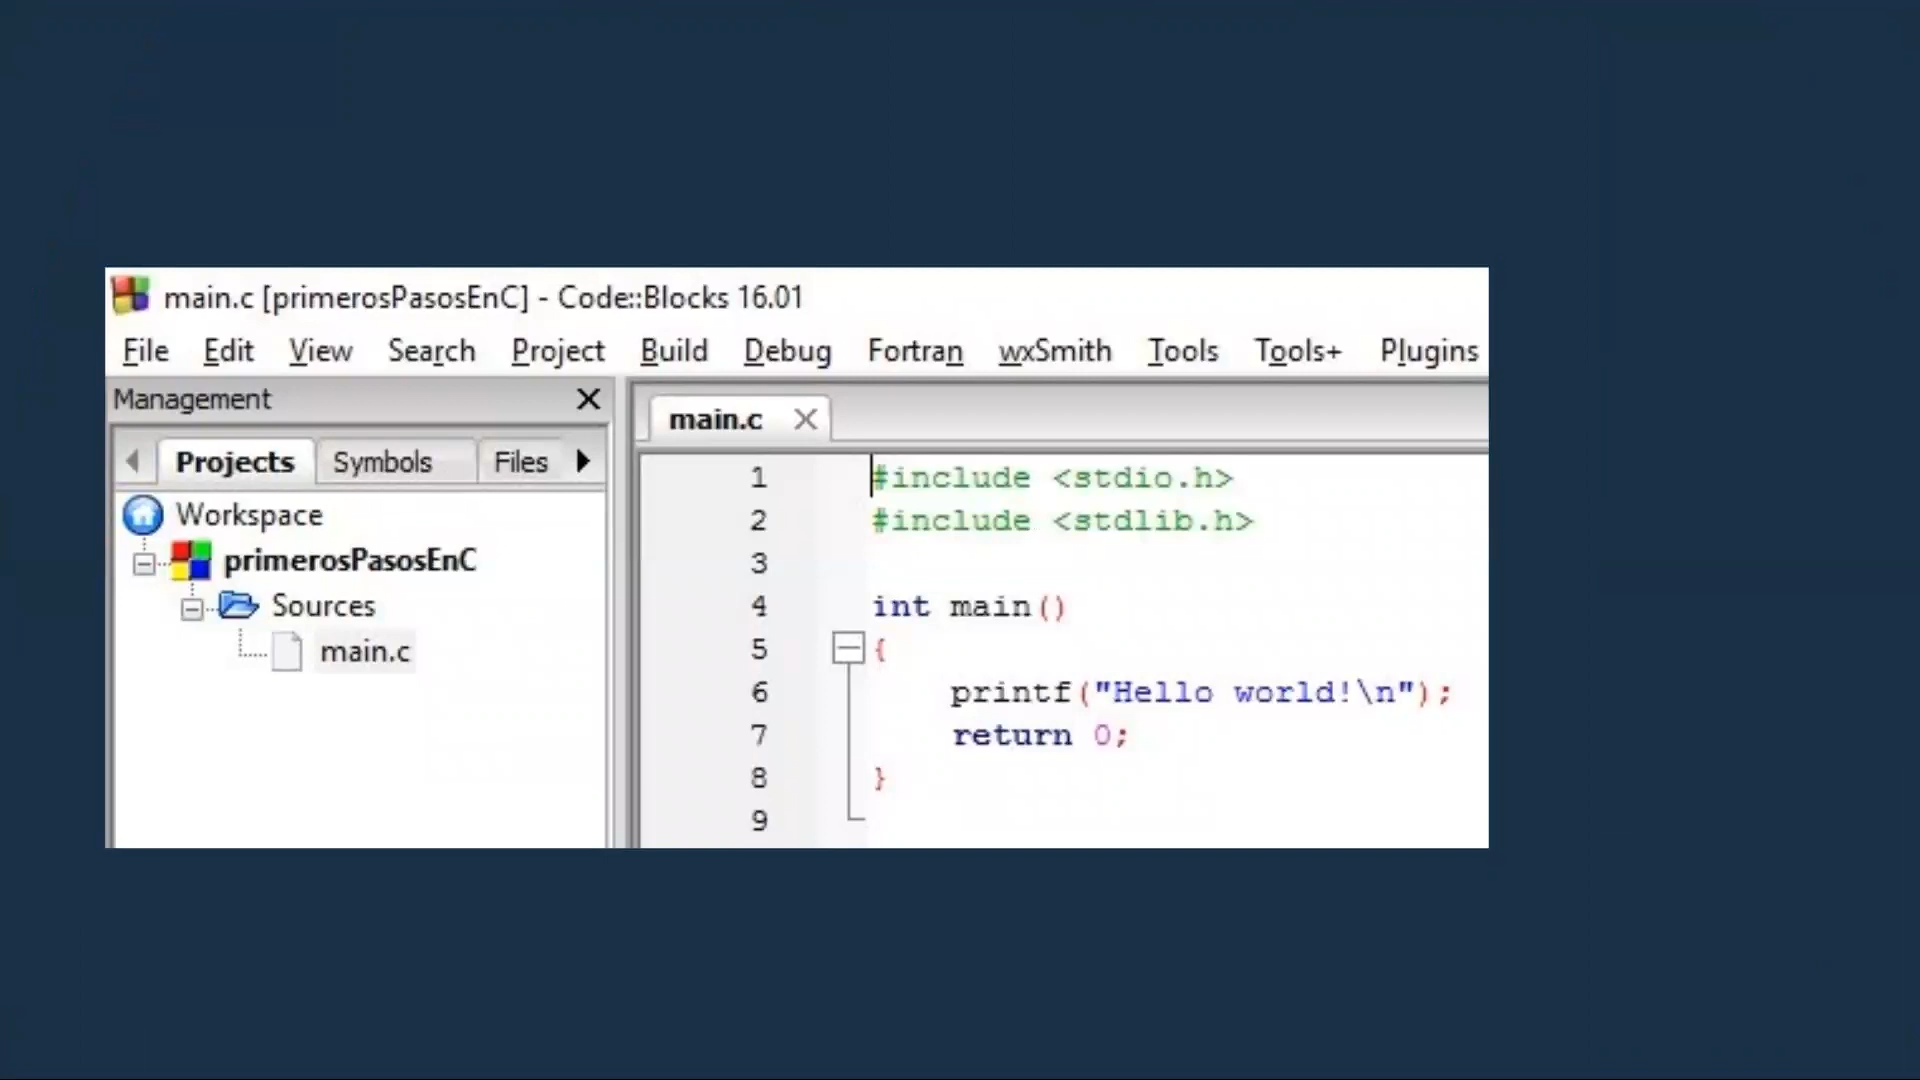 main.c [primerosPasosEnC] - Code::Blocks 16.01
File Edit View Search Project Build Debug Fortran wxSmith Tools Tools+ Plugins
Management
Projects Symbols Files
Workspace
primerosPasosEnC
Sources
main.c
main.c
1 #include <stdio.h>
2 #include <stdlib.h>
3
4 int main()
5 {
6     printf("Hello world!\n");
7     return 0;
8 }
9